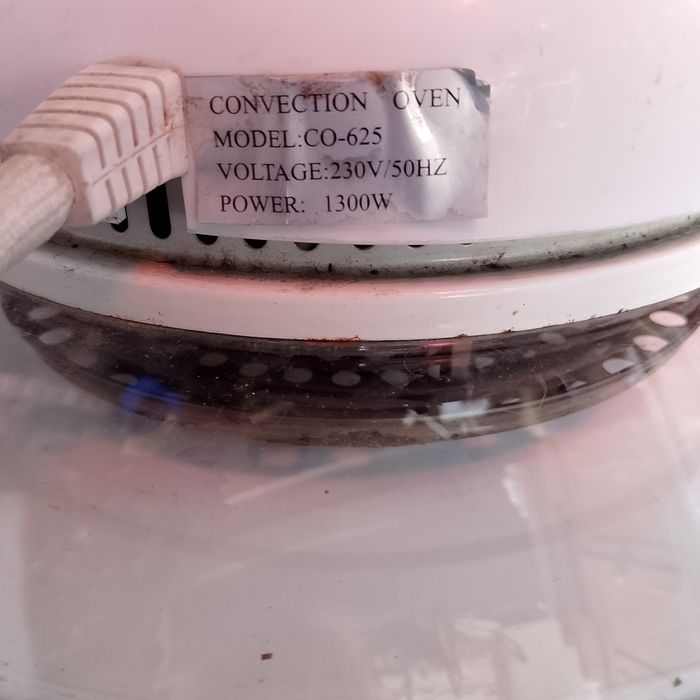 CONVECTION OVEN
MODEL:CO-625
VOLTAGE:230V/50HZ
POWER: 1300W